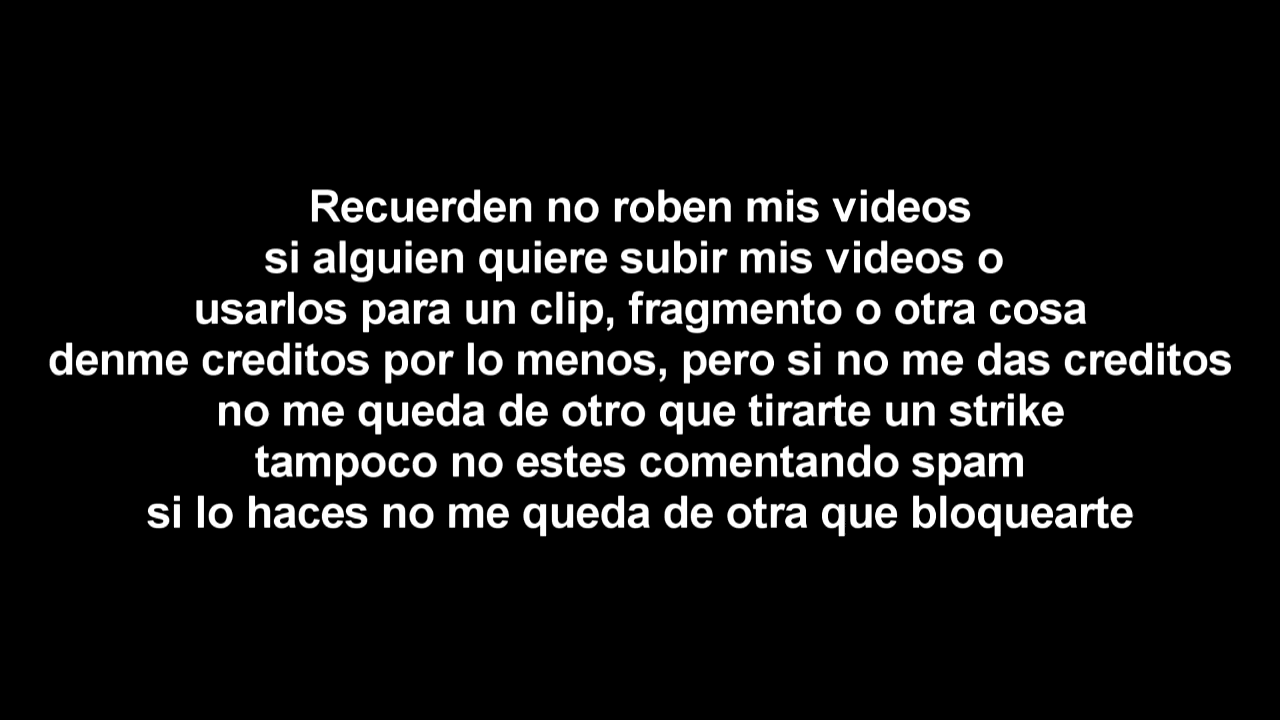 Recuerden no roben mis videos
si alguien quiere subir mis videos o
usarlos para un clip, fragmento o otra cosa
denme creditos por lo menos, pero si no me das creditos
no me queda de otro que tirarte un strike
tampoco no estes comentando spam
si lo haces no me queda de otra que bloquearte